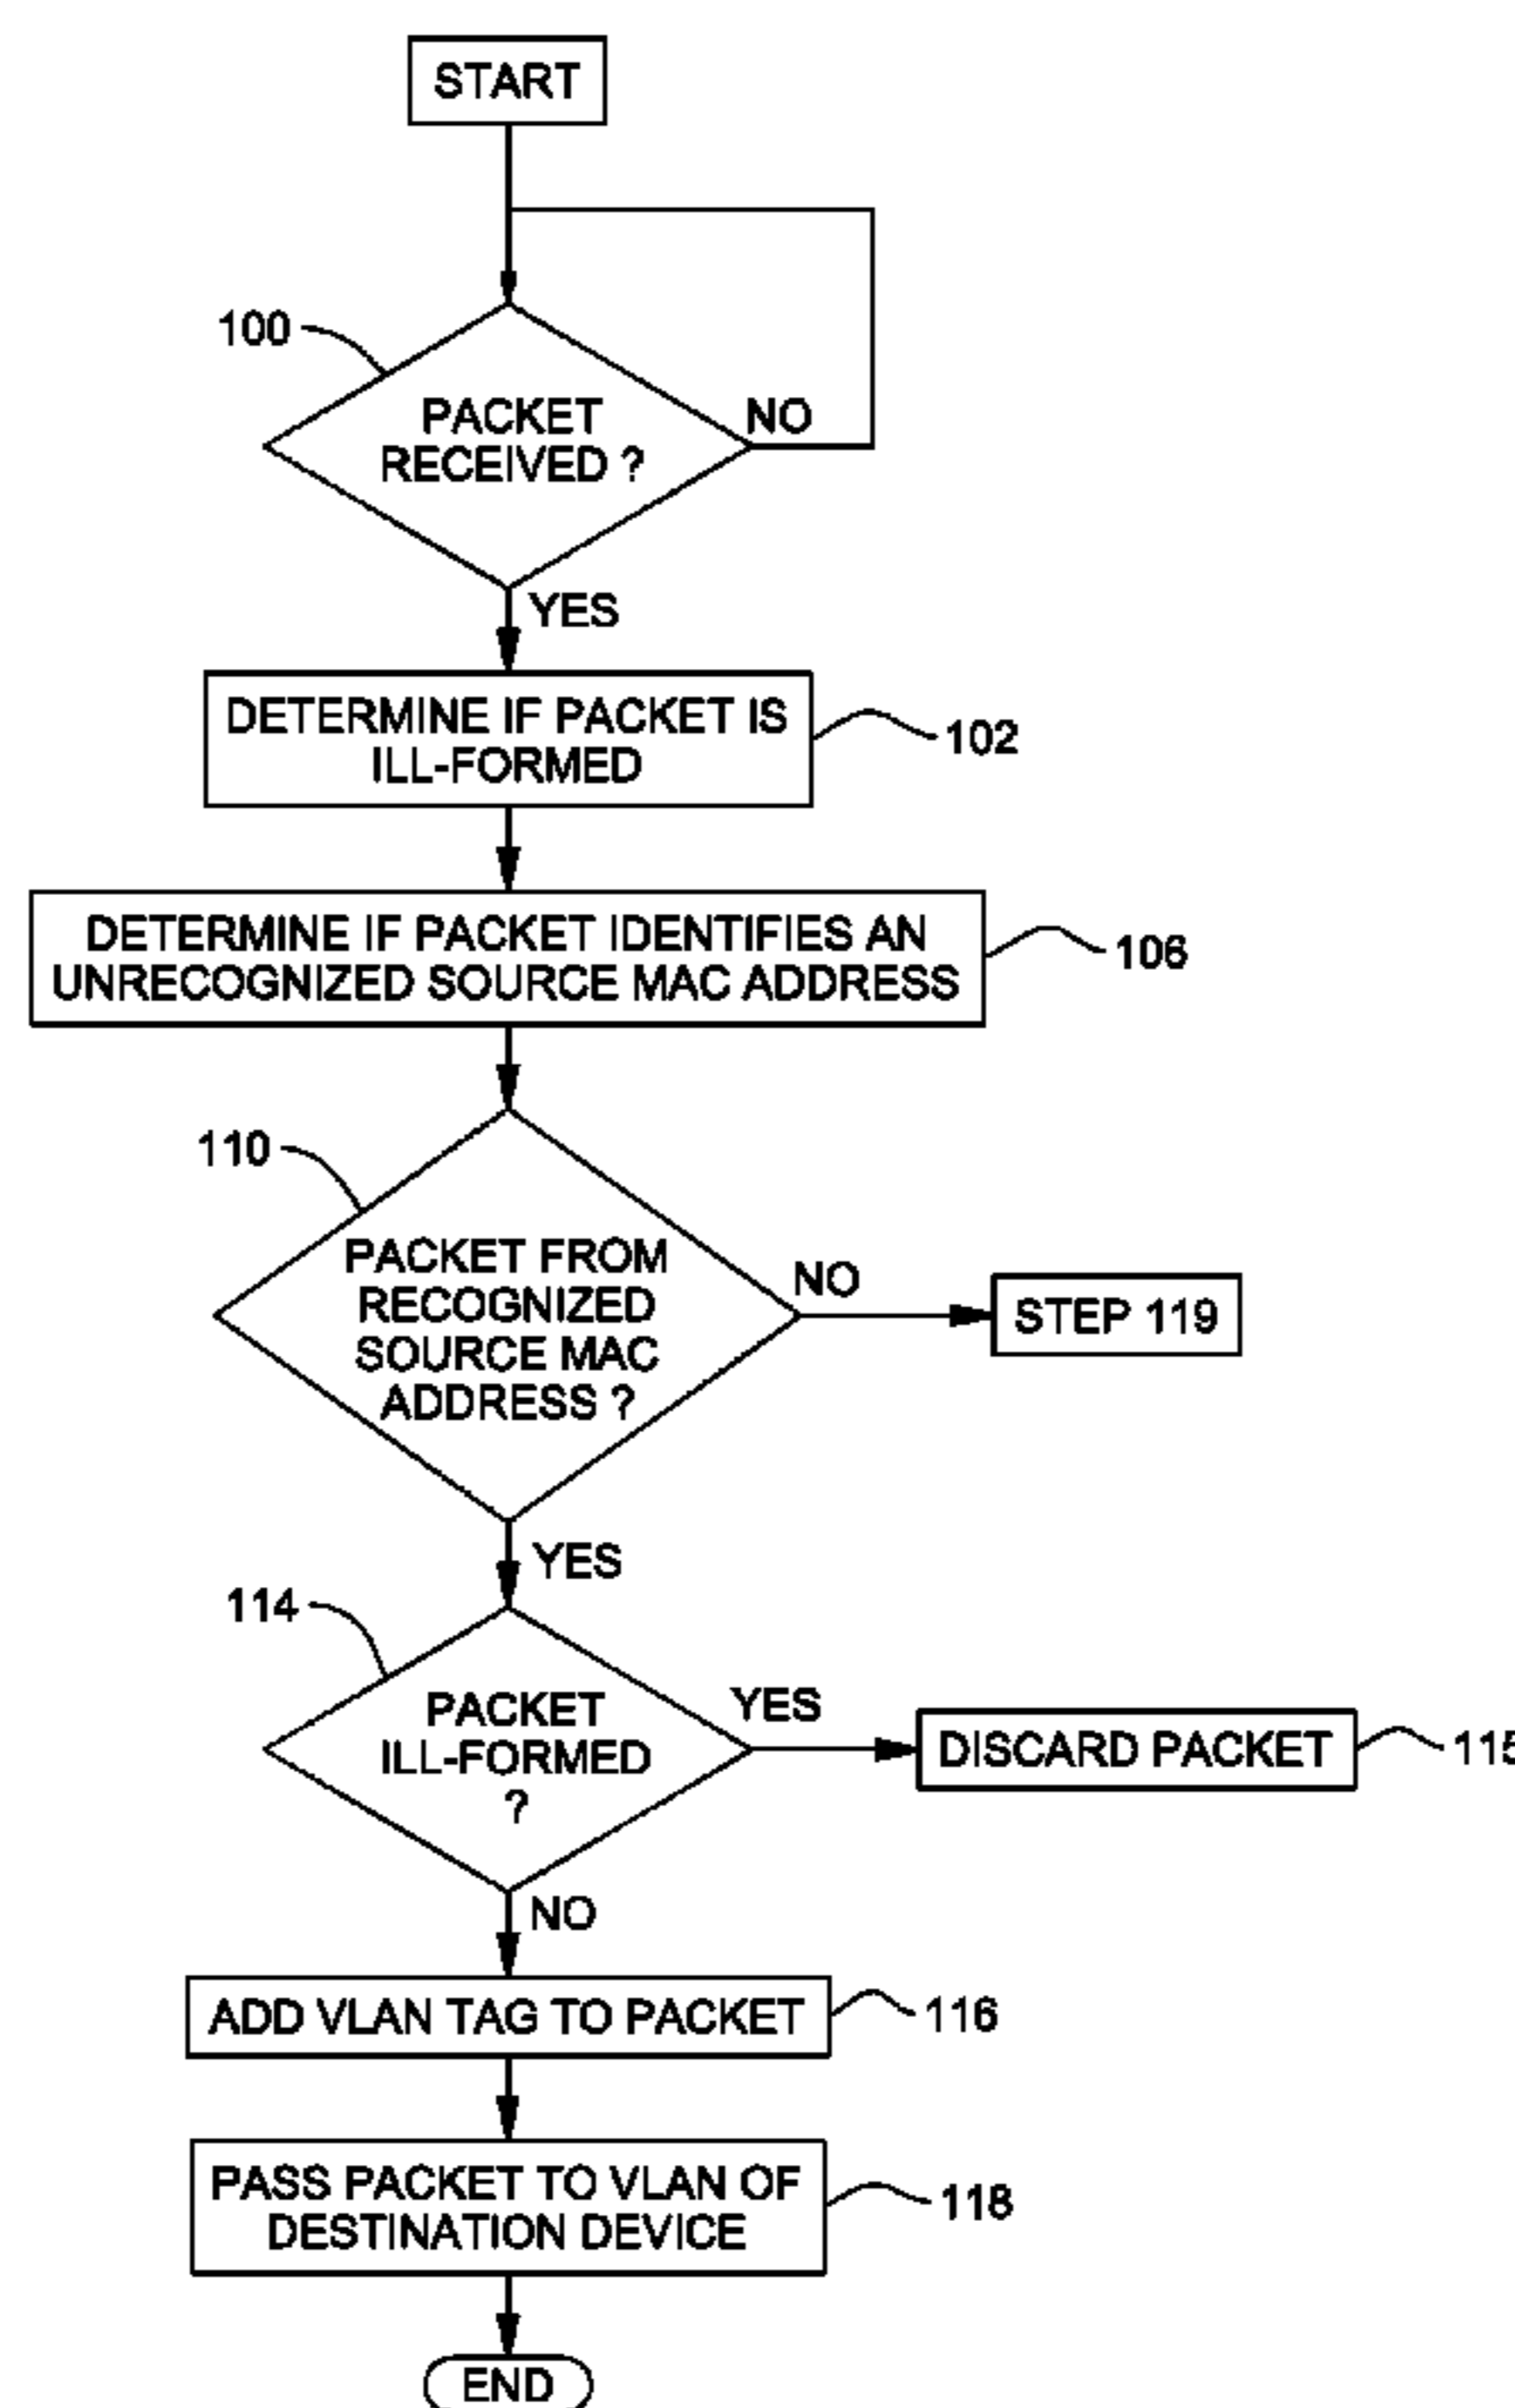 START
100
PACKET
RECEIVED ?
NO
YES
DETERMINE IF PACKET IS
ILL-FORMED
102
DETERMINE IF PACKET IDENTIFIES AN
UNRECOGNIZED SOURCE MAC ADDRESS
106
110
PACKET FROM
RECOGNIZED
SOURCE MAC
ADDRESS ?
NO
STEP 119
YES
114
PACKET
ILL-FORMED
?
YES
DISCARD PACKET
115
NO
ADD VLAN TAG TO PACKET
116
PASS PACKET TO VLAN OF
DESTINATION DEVICE
118
END